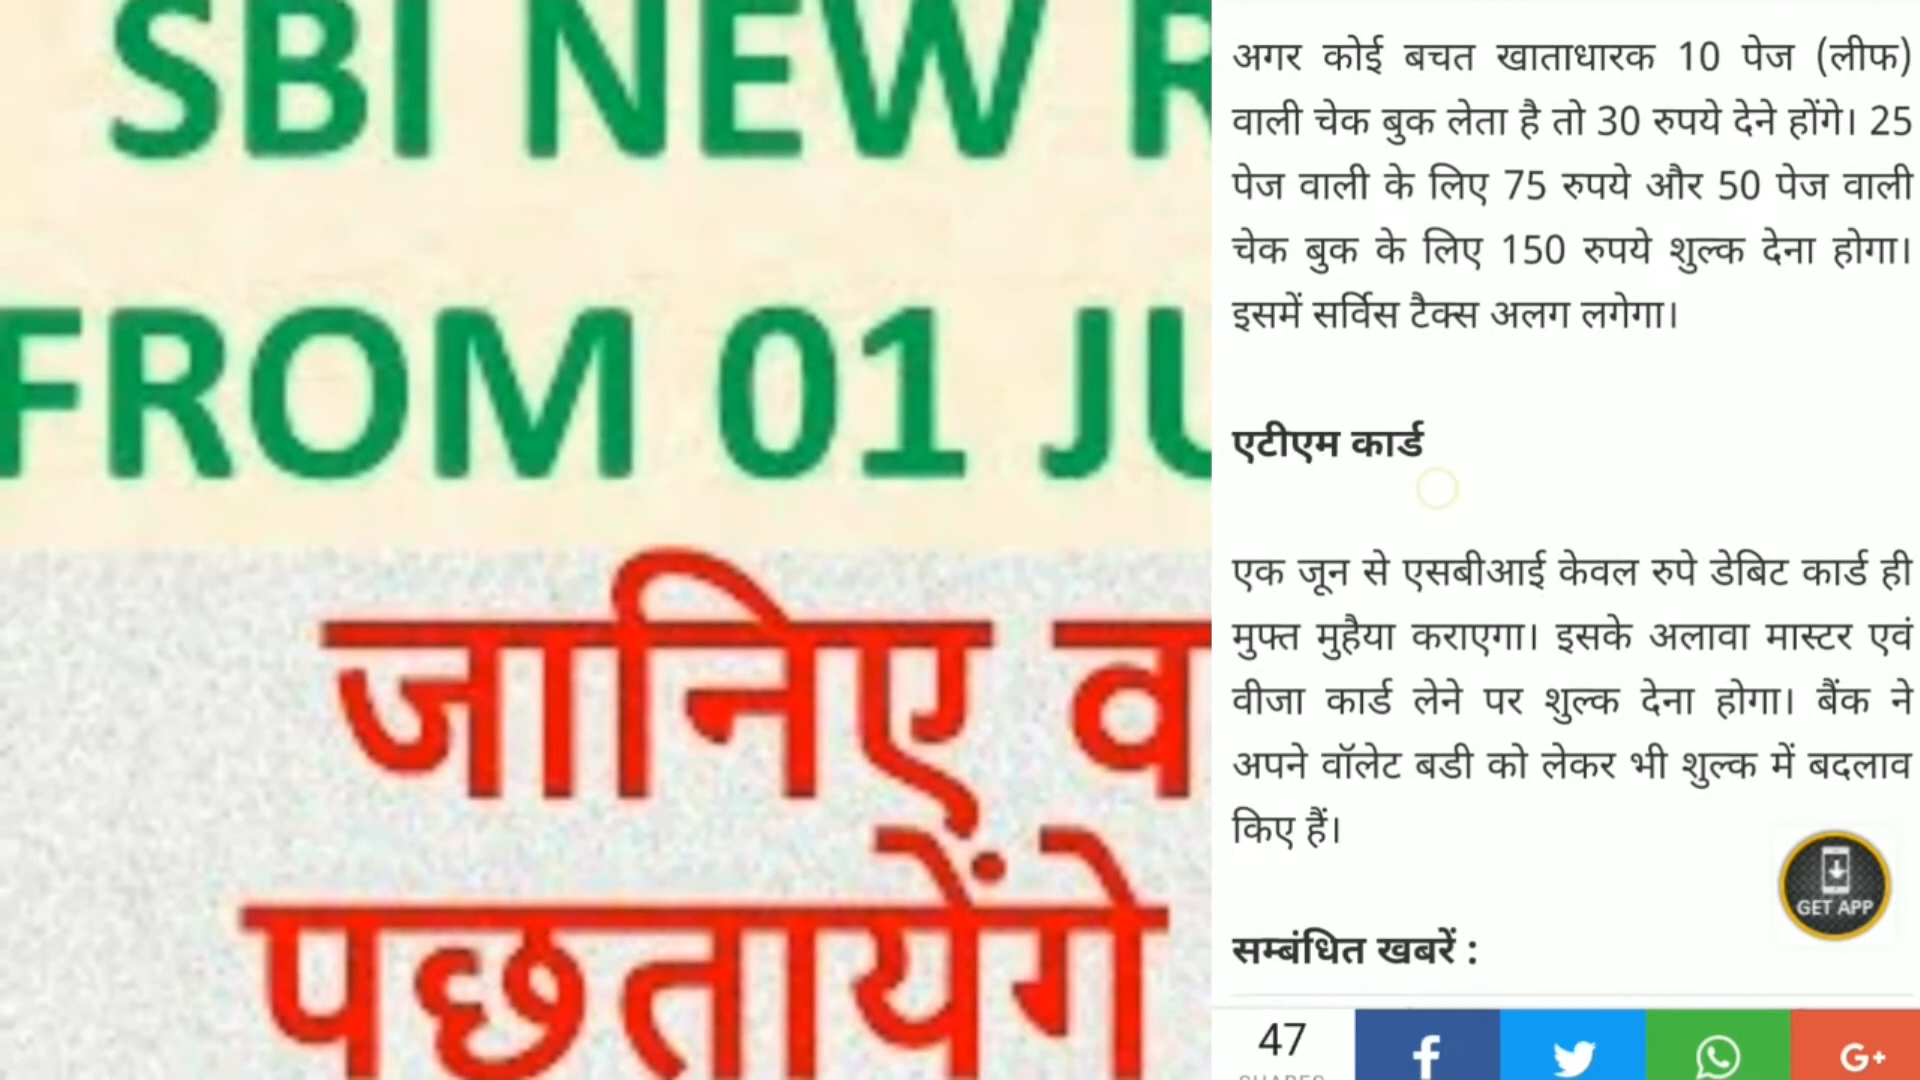 SBI NEW
FROM 01
जानिए
पछतायेंगे
अगर कोई बचत खाताधारक 10 पेज (लीफ)
वाली चेक बुक लेता है तो 30 रुपये देने होंगे। 25
पेज वाली के लिए 75 रुपये और 50 पेज वाली
चेक बुक के लिए 150 रुपये शुल्क देना होगा।
इसमें सर्विस टैक्स अलग लगेगा।
एटीएम कार्ड
एक जून से एसबीआई केवल रुपे डेबिट कार्ड ही
मुफ्त मुहैया कराएगा। इसके अलावा मास्टर एवं
वीजा कार्ड लेने पर शुल्क देना होगा। बैंक ने
अपने वॉलेट बडी को लेकर भी शुल्क में बदलाव
किए हैं।
GET APP
सम्बंधित खबरें :
47
G+